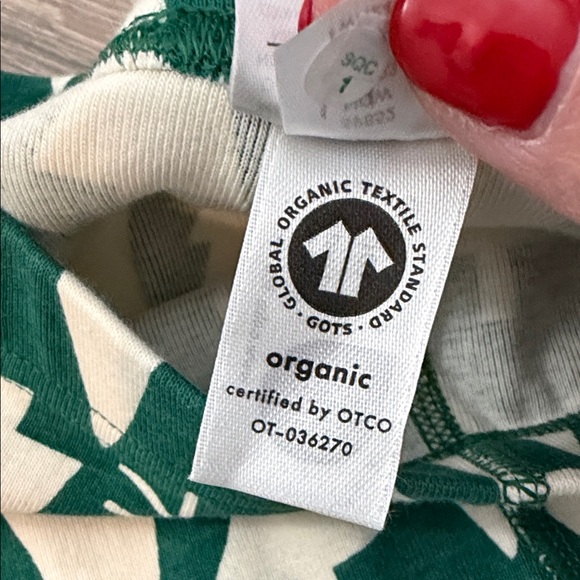 GLOBAL ORGANIC TEXTILE STANDARD
· GOTS ·
organic
certified by OTCO
OT-036270